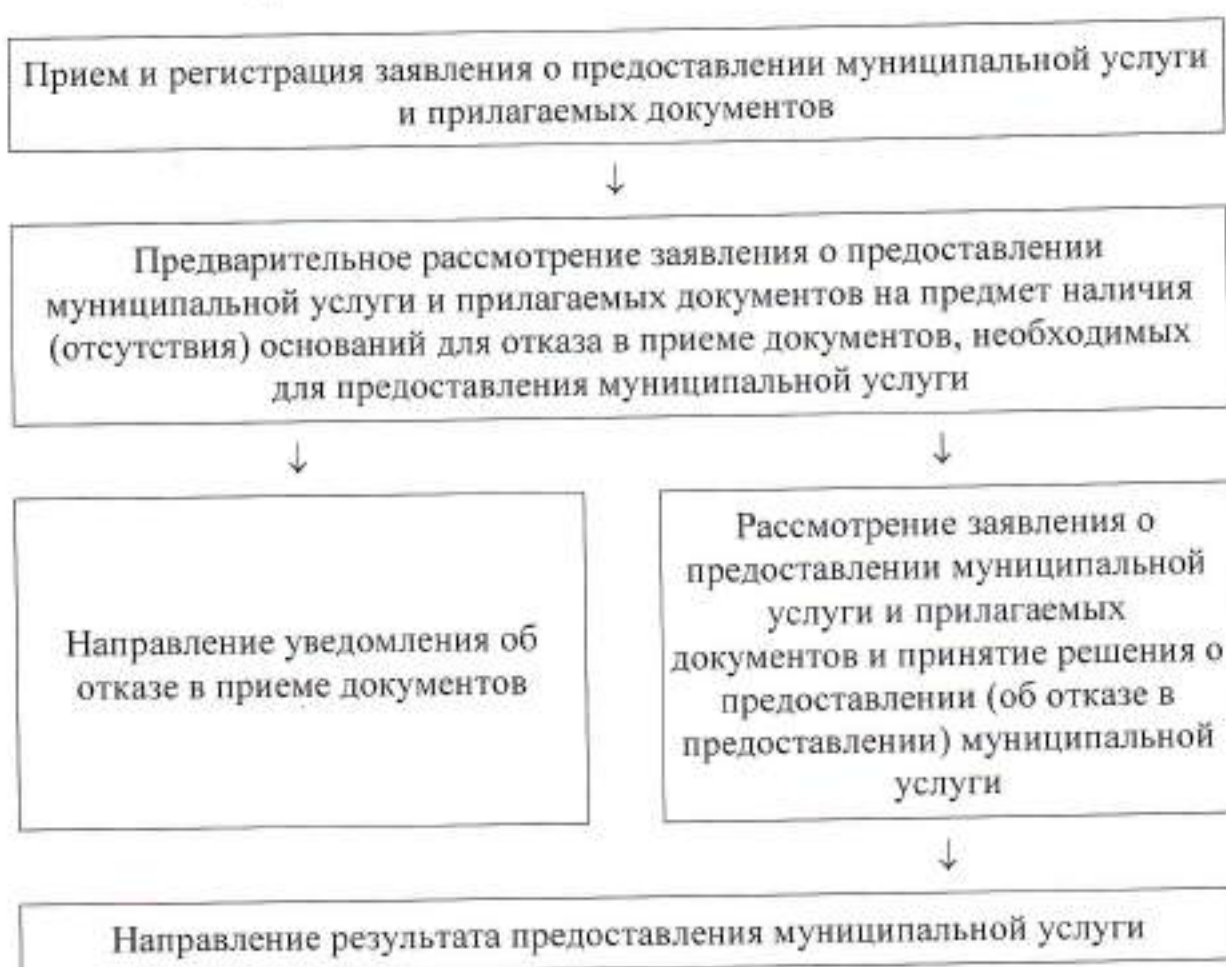 Прием и регистрация заявления о предоставлении муниципальной услуги
и прилагаемых документов
↓
Предварительное рассмотрение заявления о предоставлении
муниципальной услуги и прилагаемых документов на предмет наличия
(отсутствия) оснований для отказа в приеме документов, необходимых
для предоставления муниципальной услуги
↓ ↓
Направление уведомления об
отказе в приеме документов
Рассмотрение заявления о
предоставлении муниципальной
услуги и прилагаемых
документов и принятие решения о
предоставлении (об отказе в
предоставлении) муниципальной
услуги
↓
Направление результата предоставления муниципальной услуги